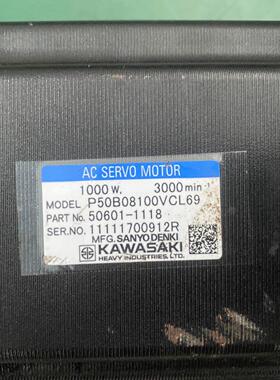 AC SERVO MOTOR
1000 W. 3000 min⁻¹
MODEL P50B08100VCL69
PART No. 50601-1118
SER.NO. 11111700912R
MFG. SANYO DENKI
KAWASAKI
HEAVY INDUSTRIES, LTD.